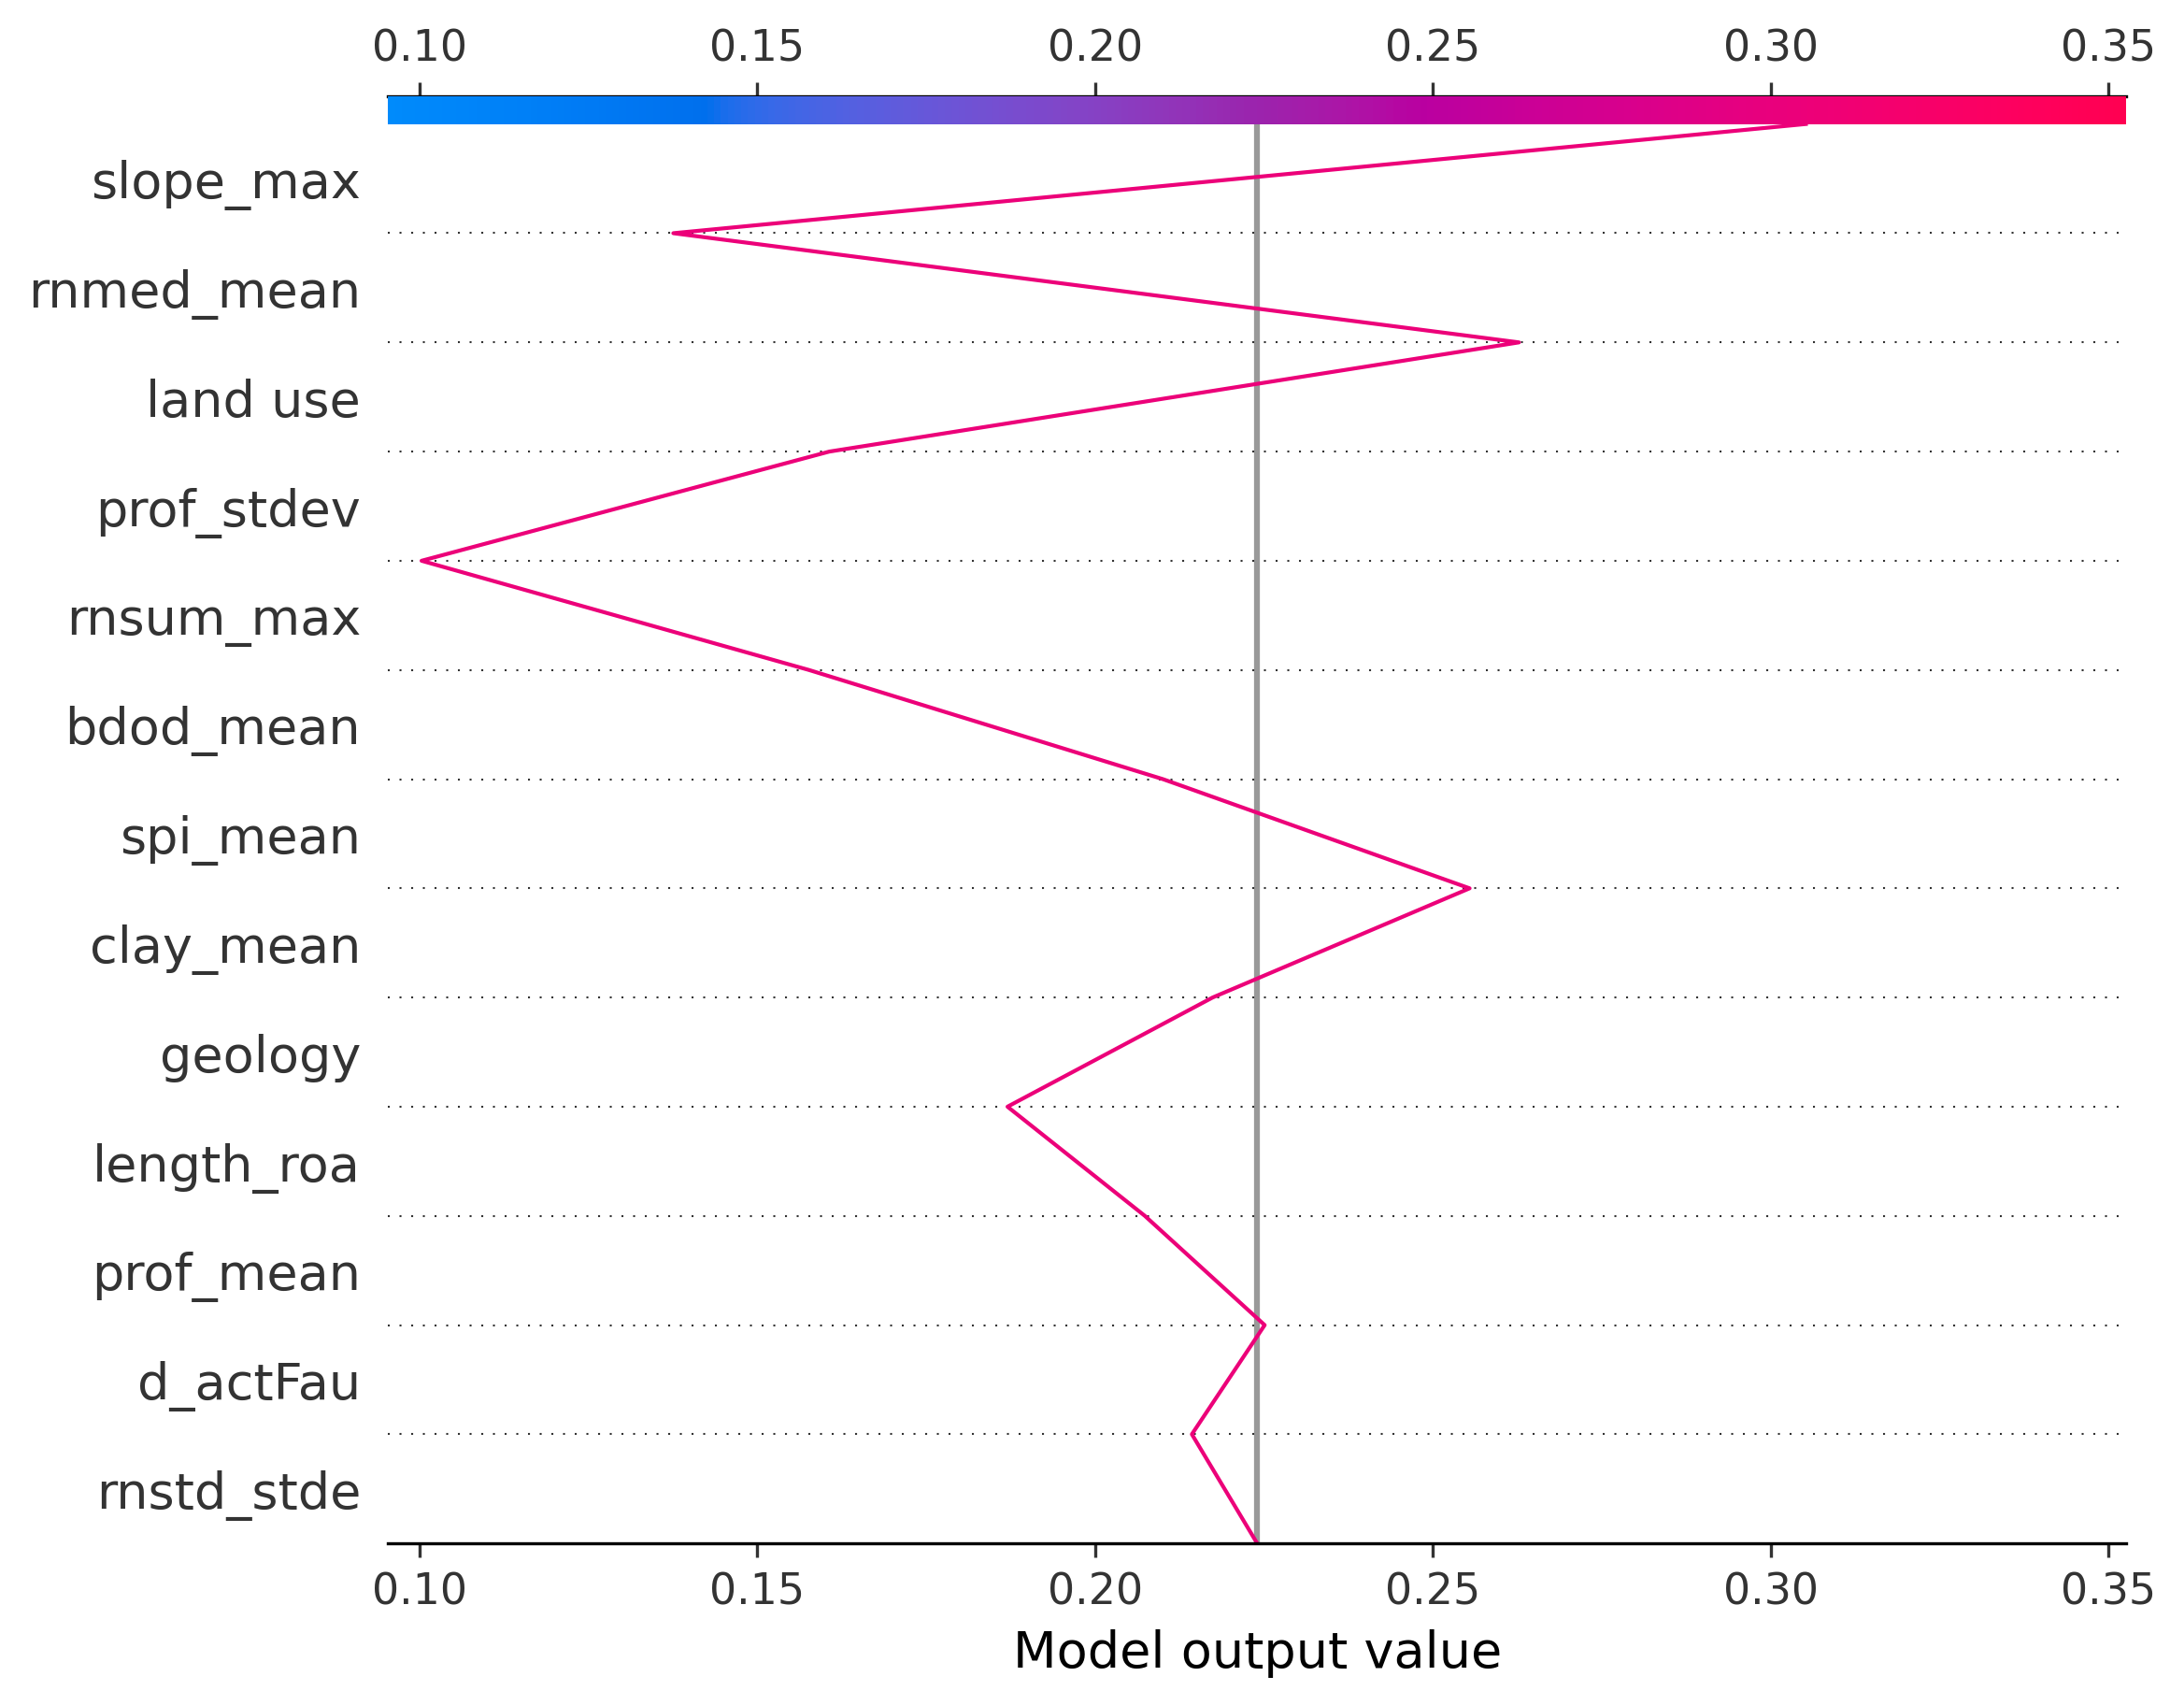 0.10 0.15 0.20 0.25 0.30 0.35
slope_max
rnmed_mean
land use
prof_stdev
rnsum_max
bdod_mean
spi_mean
clay_mean
geology
length_roa
prof_mean
d_actFau
rnstd_stde
0.10 0.15 0.20 0.25 0.30 0.35
Model output value